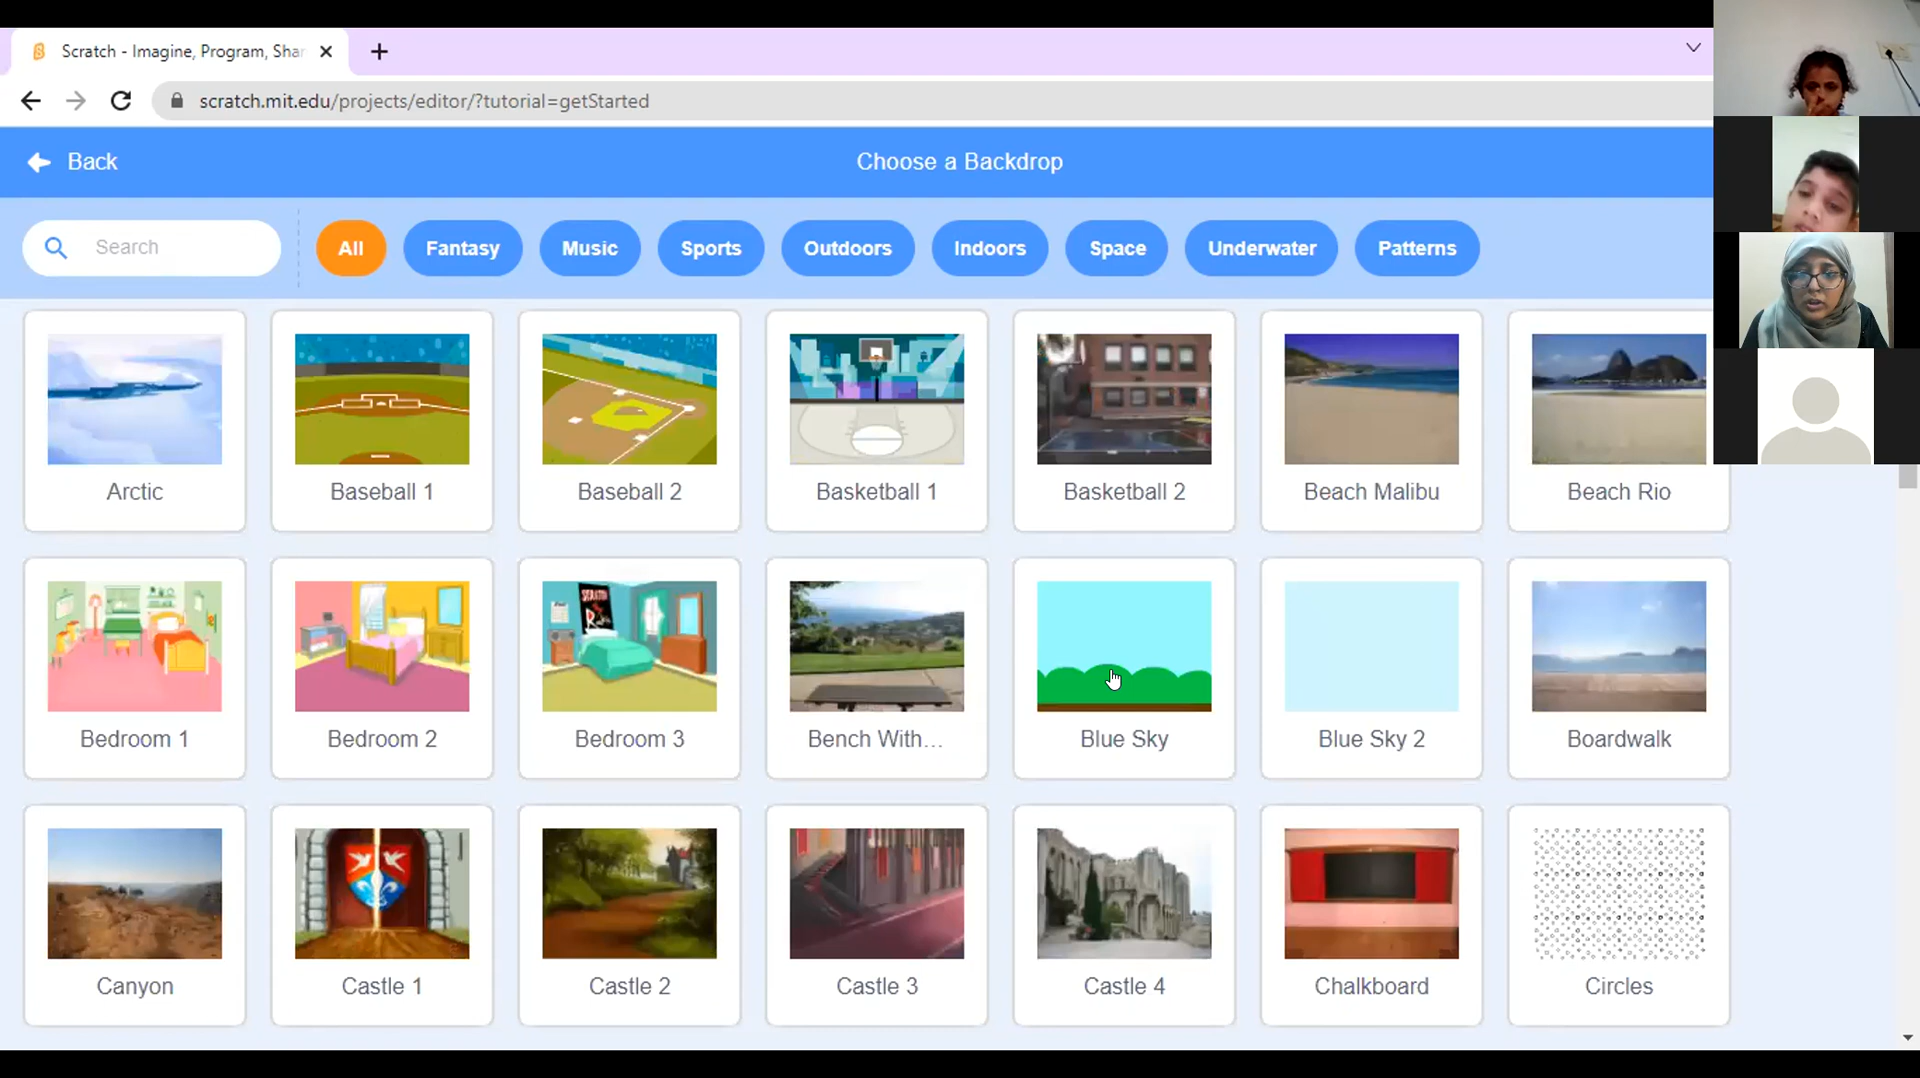 Scratch - Imagine, Program, Shar
scratch.mit.edu/projects/editor/?tutorial=getStarted
Back
Choose a Backdrop
Search
All
Fantasy
Music
Sports
Outdoors
Indoors
Space
Underwater
Patterns
Arctic
Baseball 1
Baseball 2
Basketball 1
Basketball 2
Beach Malibu
Beach Rio
Bedroom 1
Bedroom 2
Bedroom 3
Bench With...
Blue Sky
Blue Sky 2
Boardwalk
Canyon
Castle 1
Castle 2
Castle 3
Castle 4
Chalkboard
Circles